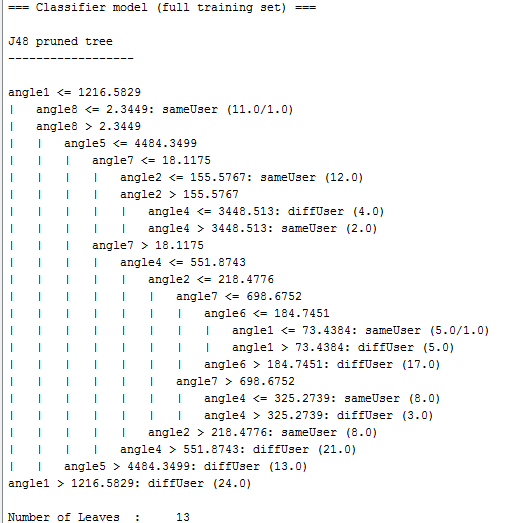 === Classifier model (full training set) ===
J48 pruned tree
------------------
angle1 <= 1216.5829
|   angle8 <= 2.3449: sameUser (11.0/1.0)
|   angle8 > 2.3449
|   |   angle5 <= 4484.3499
|   |   |   angle7 <= 18.1175
|   |   |   |   angle2 <= 155.5767: sameUser (12.0)
|   |   |   |   angle2 > 155.5767
|   |   |   |   |   angle4 <= 3448.513: diffUser (4.0)
|   |   |   |   |   angle4 > 3448.513: sameUser (2.0)
|   |   |   angle7 > 18.1175
|   |   |   |   angle4 <= 551.8743
|   |   |   |   |   angle2 <= 218.4776
|   |   |   |   |   |   angle7 <= 698.6752
|   |   |   |   |   |   |   angle6 <= 184.7451
|   |   |   |   |   |   |   |   angle1 <= 73.4384: sameUser (5.0/1.0)
|   |   |   |   |   |   |   |   angle1 > 73.4384: diffUser (5.0)
|   |   |   |   |   |   |   angle6 > 184.7451: diffUser (17.0)
|   |   |   |   |   |   angle7 > 698.6752
|   |   |   |   |   |   |   angle4 <= 325.2739: sameUser (8.0)
|   |   |   |   |   |   |   angle4 > 325.2739: diffUser (3.0)
|   |   |   |   |   angle2 > 218.4776: sameUser (8.0)
|   |   |   |   angle4 > 551.8743: diffUser (21.0)
|   |   angle5 > 4484.3499: diffUser (13.0)
angle1 > 1216.5829: diffUser (24.0)
Number of Leaves  :     13